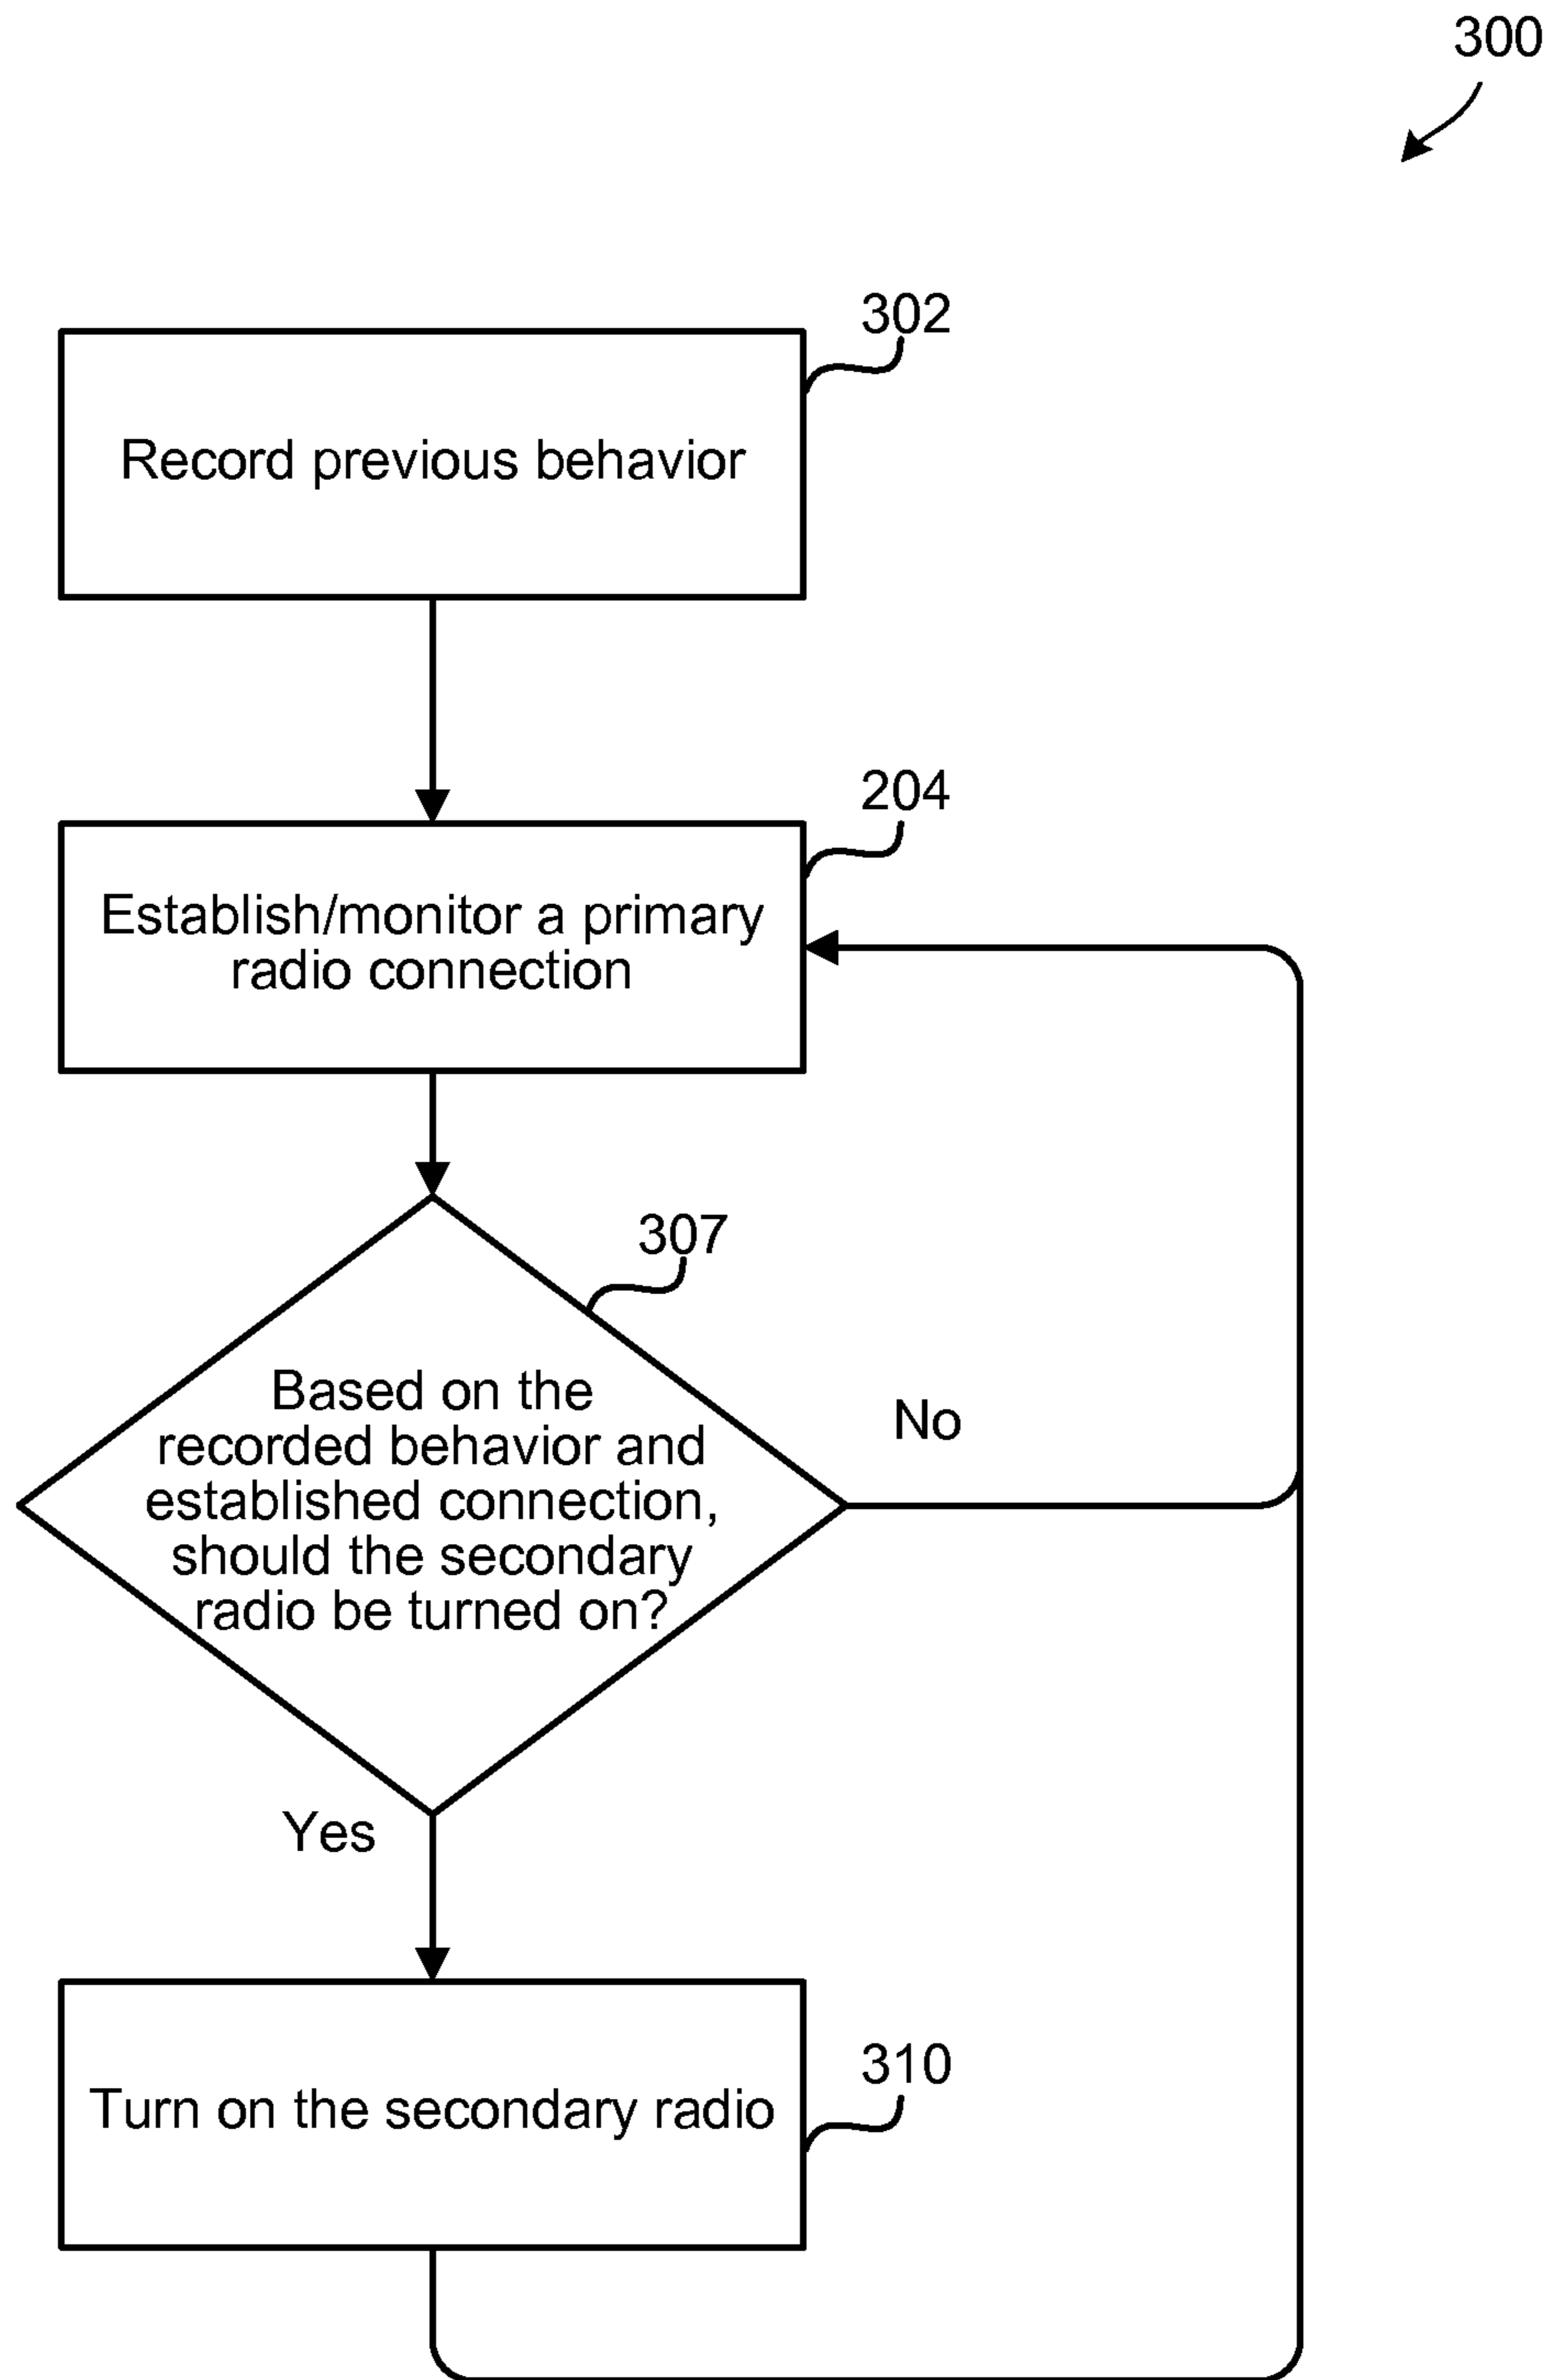 300
302
Record previous behavior
204
Establish/monitor a primary
radio connection
307
Based on the
recorded behavior and
established connection,
should the secondary
radio be turned on?
No
Yes
310
Turn on the secondary radio